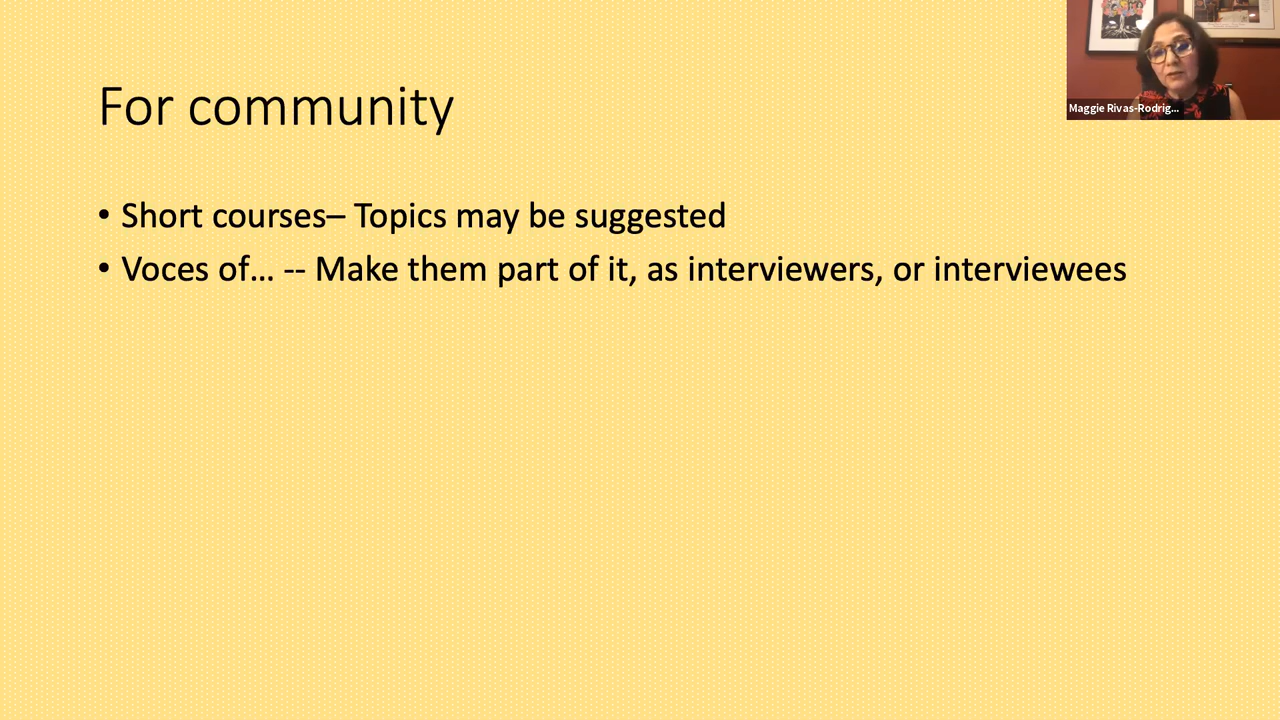 For community
Maggie Rivas-Rodrig...
• Short courses– Topics may be suggested
• Voces of... -- Make them part of it, as interviewers, or interviewees